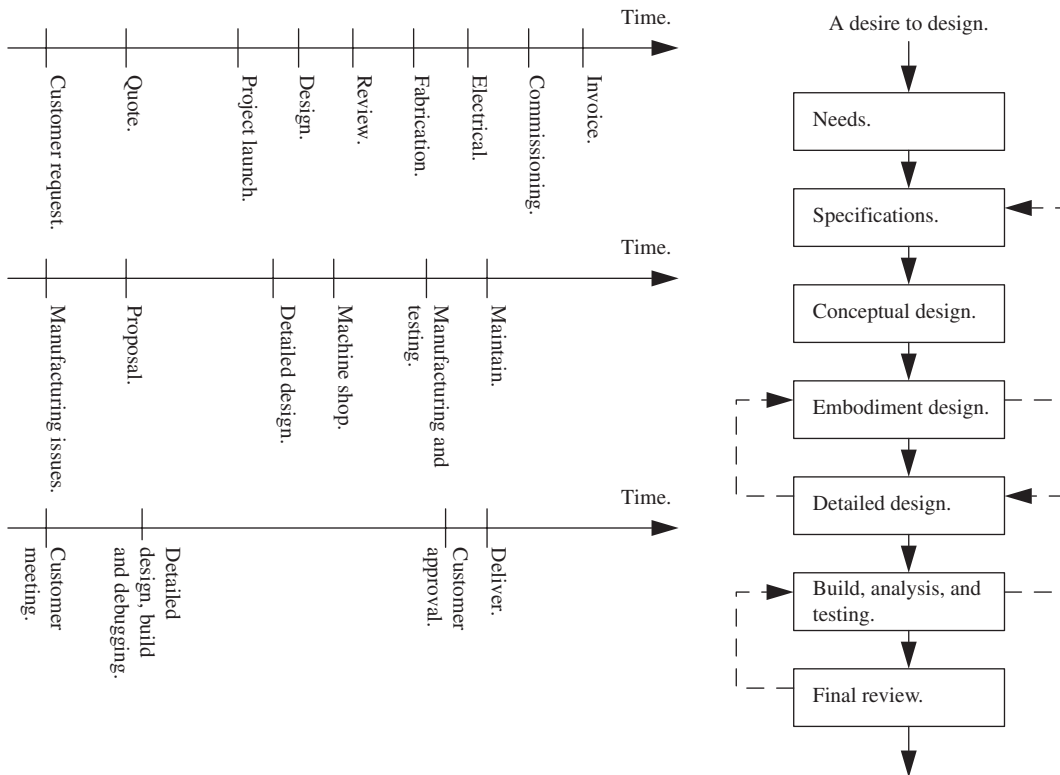 Time.
Customer request.
Quote.
Project launch.
Design.
Review.
Fabrication.
Electrical.
Commissioning.
Invoice.
Time.
Manufacturing issues.
Proposal.
Detailed design.
Machine shop.
Manufacturing and
testing.
Maintain.
Time.
Customer
meeting.
Detailed
design, build
and debugging.
Customer
approval.
Deliver.
A desire to design.
Needs.
Specifications.
Conceptual design.
Embodiment design.
Detailed design.
Build, analysis, and
testing.
Final review.